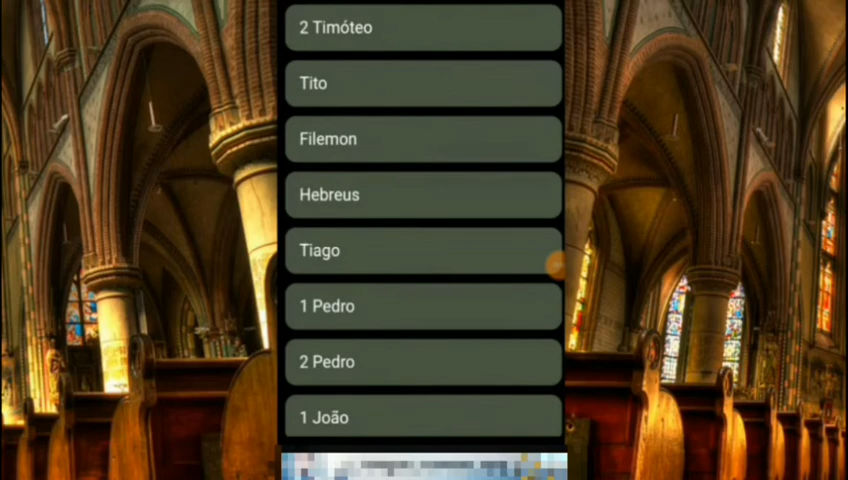 2 Timóteo
Tito
Filemon
Hebreus
Tiago
1 Pedro
2 Pedro
1 João